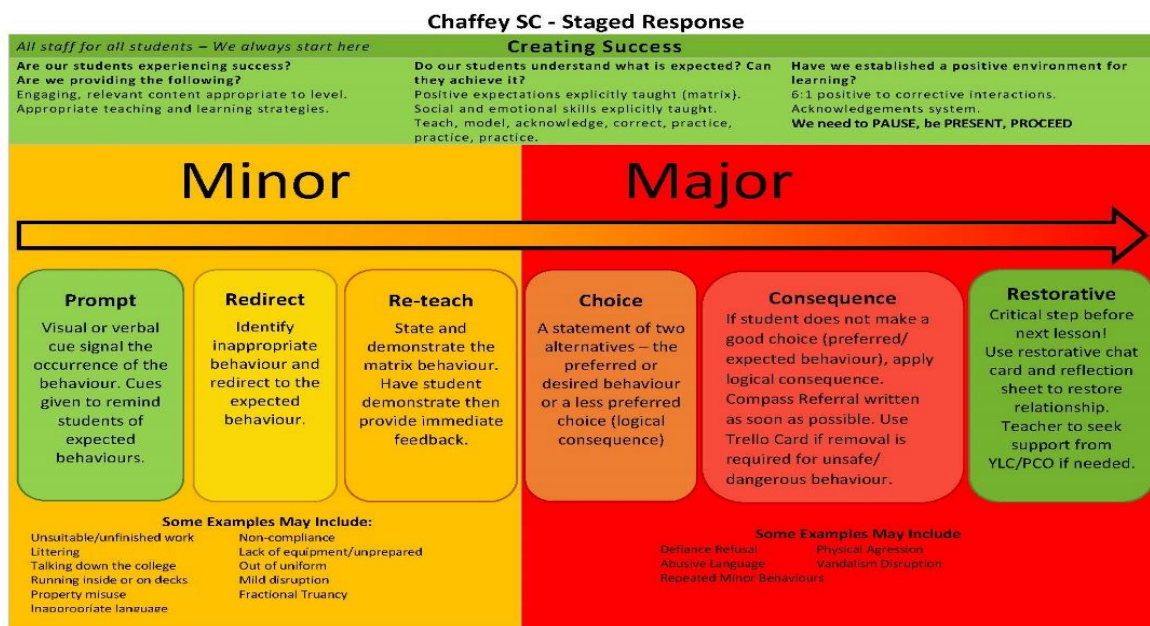 Chaffey SC - Staged Response
All staff for all students – We always start here
Creating Success
Are our students experiencing success?
Are we providing the following?
Engaging, relevant content appropriate to level.
Appropriate teaching and learning strategies.
Do our students understand what is expected? Can
they achieve it?
Positive expectations explicitly taught (matrix).
Social and emotional skills explicitly taught.
Teach, model, acknowledge, correct, practice,
practice, practice.
Have we established a positive environment for
learning?
6:1 positive to corrective interactions.
Acknowledgements system.
We need to PAUSE, be PRESENT, PROCEED
Minor
Major
Prompt
Visual or verbal
cue signal the
occurrence of the
behaviour. Cues
given to remind
students of
expected
behaviours.
Redirect
Identify
inappropriate
behaviour and
redirect to the
expected
behaviour.
Re-teach
State and
demonstrate the
matrix behaviour.
Have student
demonstrate then
provide immediate
feedback.
Choice
A statement of two
alternatives – the
preferred or
desired behaviour
or a less preferred
choice (logical
consequence)
Consequence
If student does not make a
good choice (preferred/
expected behaviour), apply
logical consequence.
Compass Referral written
as soon as possible. Use
Trello Card if removal is
required for unsafe/
dangerous behaviour.
Restorative
Critical step before
next lesson!
Use restorative chat
card and reflection
sheet to restore
relationship.
Teacher to seek
support from
YLC/PCO if needed.
Some Examples May Include:
Unsuitable/unfinished work
Littering
Talking down the college
Running inside or on decks
Property misuse
Inappropriate language
Non-compliance
Lack of equipment/unprepared
Out of uniform
Mild disruption
Fractional Truancy
Some Examples May Include
Defiance Refusal
Abusive Language
Repeated Minor Behaviours
Physical Agression
Vandalism Disruption